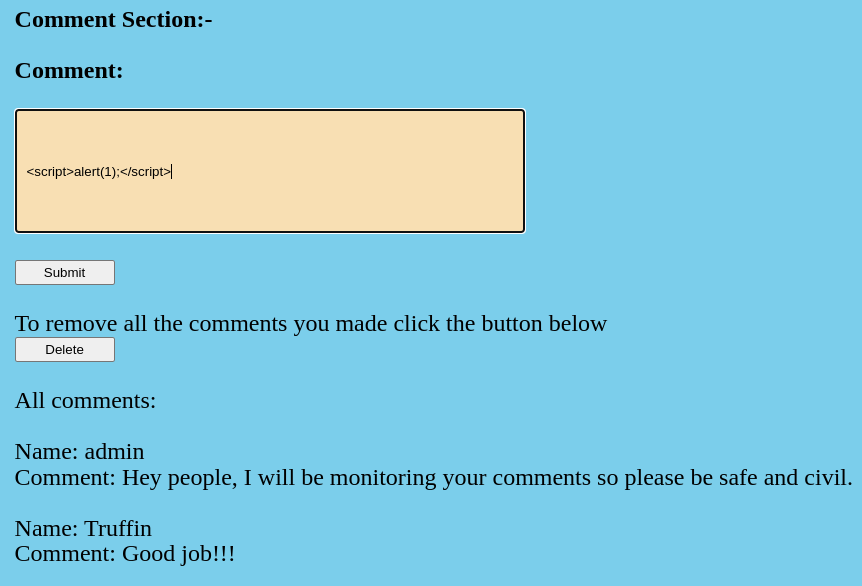 Comment Section:-
Comment:
<script>alert(1);</script>
Submit
To remove all the comments you made click the button below
Delete
All comments:
Name: admin
Comment: Hey people, I will be monitoring your comments so please be safe and civil.
Name: Truffin
Comment: Good job!!!